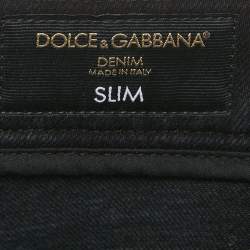 DOLCE & GABBANA
DENIM
MADE IN ITALY
SLIM